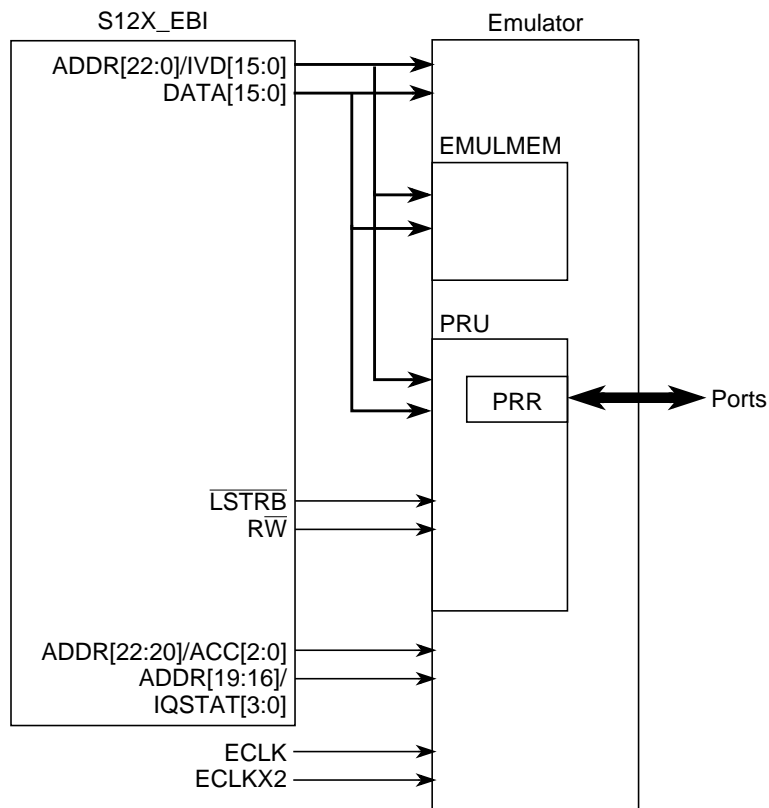 S12X_EBI
Emulator
ADDR[22:0]/IVD[15:0]
DATA[15:0]
EMULMEM
PRU
PRR
Ports
LSTRB
RW
ADDR[22:20]/ACC[2:0]
ADDR[19:16]/
IQSTAT[3:0]
ECLK
ECLKX2